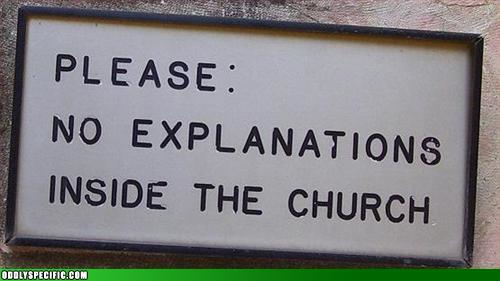 PLEASE:
NO EXPLANATIONS
INSIDE THE CHURCH
ODDLYSPECIFIC.COM